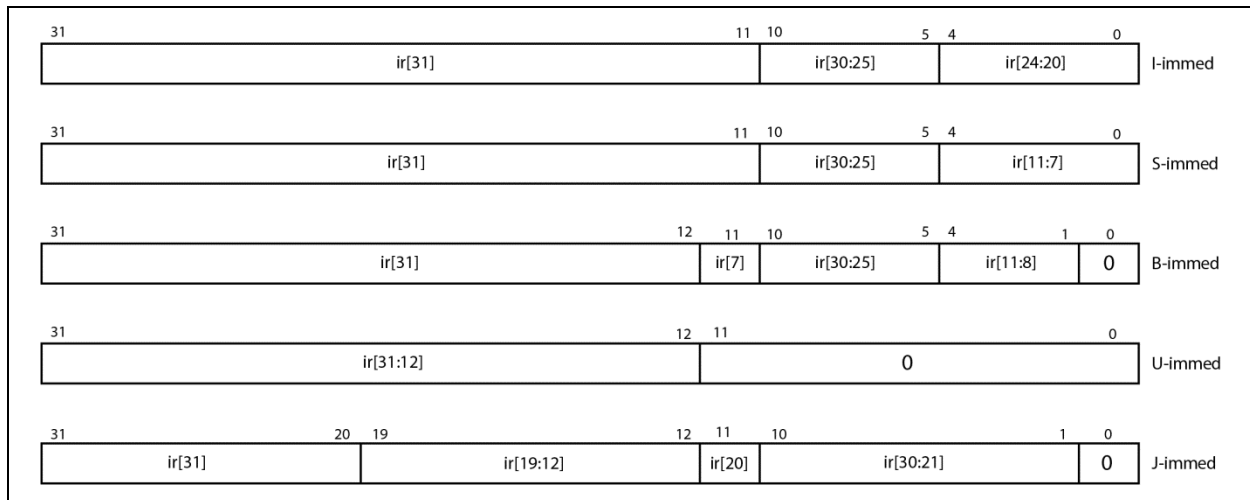 31 11 10 5 4 0
ir[31] ir[30:25] ir[24:20] I-immed
31 11 10 5 4 0
ir[31] ir[30:25] ir[11:7] S-immed
31 12 11 10 5 4 1 0
ir[31] ir[7] ir[30:25] ir[11:8] 0 B-immed
31 12 11 0
ir[31:12] 0 U-immed
31 20 19 12 11 10 1 0
ir[31] ir[19:12] ir[20] ir[30:21] 0 J-immed